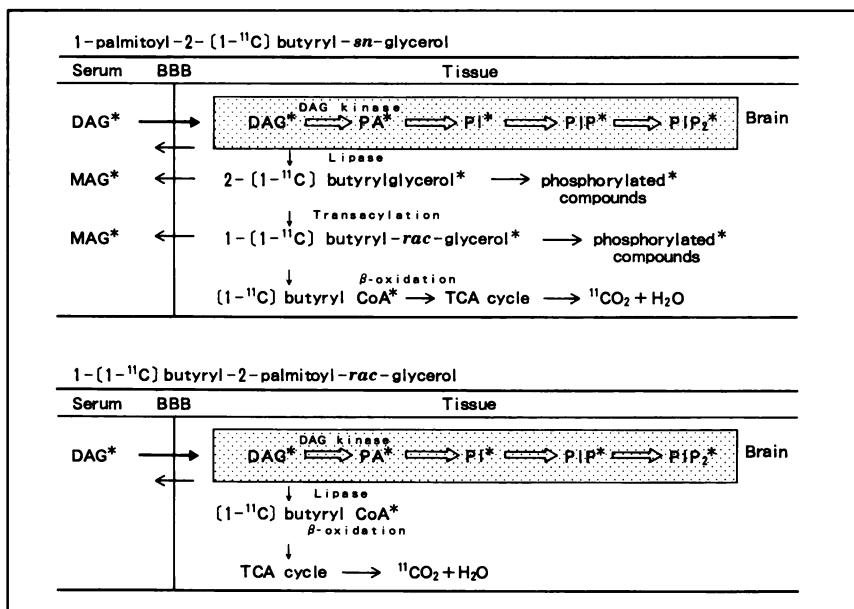 1-palmitoyl-2-(1-¹¹C) butyryl-sn-glycerol
Serum BBB Tissue
DAG kinase
DAG* DAG* PA* PI* PIP* PIP₂* Brain
Lipase
MAG* 2-(1-¹¹C) butyrylglycerol* phosphorylated*
compounds
Transacylation
MAG* 1-(1-¹¹C) butyryl-rac-glycerol* phosphorylated*
compounds
β-oxidation
(1-¹¹C) butyryl CoA* TCA cycle ¹¹CO₂+H₂O
1-(1-¹¹C) butyryl-2-palmitoyl-rac-glycerol
Serum BBB Tissue
DAG kinase
DAG* DAG* PA* PI* PIP* PIP₂* Brain
Lipase
(1-¹¹C) butyryl CoA*
β-oxidation
TCA cycle ¹¹CO₂+H₂O